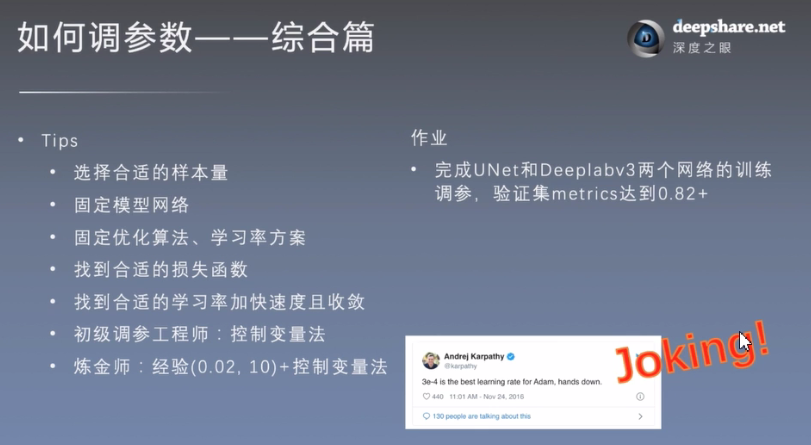 如何调参数——综合篇
deepshare.net
深度之眼
• Tips
• 选择合适的样本量
• 固定模型网络
• 固定优化算法、学习率方案
• 找到合适的损失函数
• 找到合适的学习率加快速度且收敛
• 初级调参工程师：控制变量法
• 炼金师：经验(0.02, 10)+控制变量法
作业
• 完成UNet和Deeplabv3两个网络的训练
调参，验证集metrics达到0.82+
Andrej Karpathy
@karpathy
3e-4 is the best learning rate for Adam, hands down.
440 11:01 AM - Nov 24, 2016
130 people are talking about this
Joking!